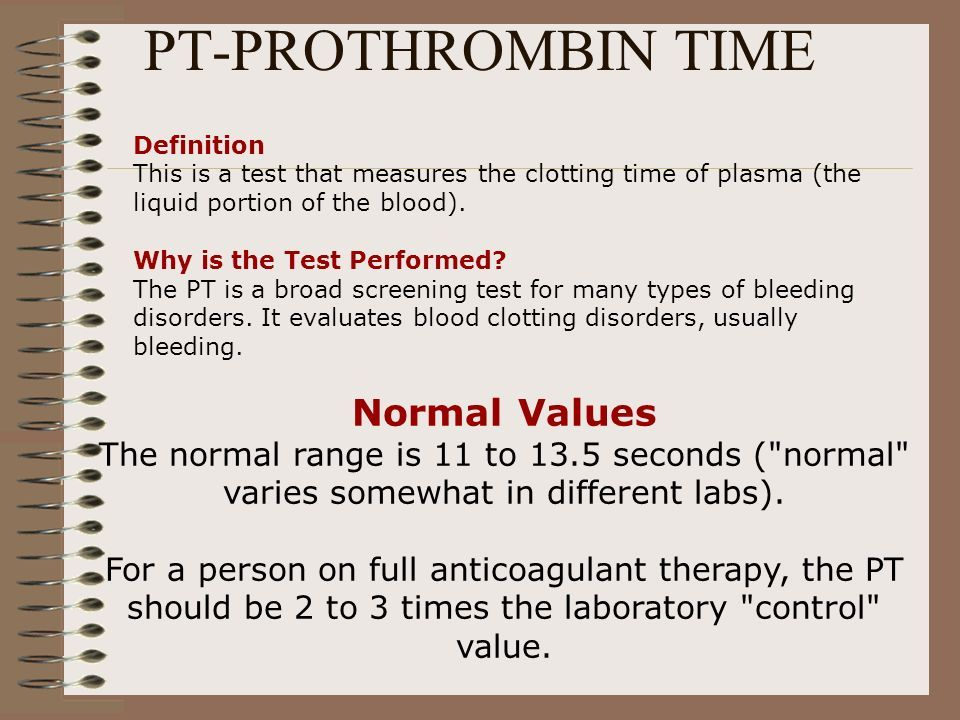 PT-PROTHROMBIN TIME
Definition
This is a test that measures the clotting time of plasma (the
liquid portion of the blood).
Why is the Test Performed?
The PT is a broad screening test for many types of bleeding
disorders. It evaluates blood clotting disorders, usually
bleeding.
Normal Values
The normal range is 11 to 13.5 seconds ("normal"
varies somewhat in different labs).
For a person on full anticoagulant therapy, the PT
should be 2 to 3 times the laboratory "control"
value.